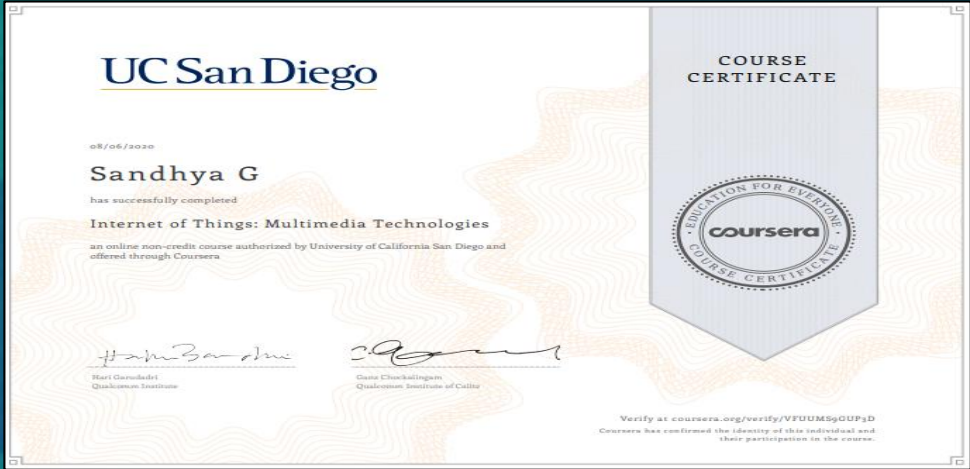 UC San Diego
COURSE
CERTIFICATE
08/06/2020
Sandhya G
has successfully completed
Internet of Things: Multimedia Technologies
an online non-credit course authorized by University of California San Diego and
offered through Coursera
EDUCATION FOR EVERYONE
coursera
COURSE CERTIFICATE
Hari Garudadri
Qualcomm Institute
Ganz Chockalingam
Qualcomm Institute of Calit2
Verify at coursera.org/verify/VFUUMS9GUP3D
Coursera has confirmed the identity of this individual and
their participation in the course.